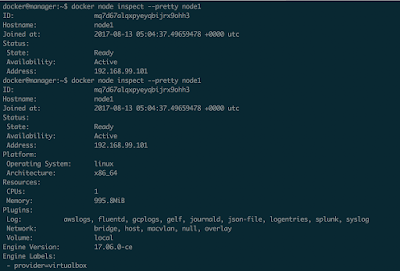 docker@manager:~$ docker node inspect --pretty node1
ID: mq7d67alqxpyeyqbijrx9ohh3
Hostname: node1
Joined at: 2017-08-13 05:04:37.49659478 +0000 utc
Status:
State: Ready
Availability: Active
Address: 192.168.99.101
docker@manager:~$ docker node inspect --pretty node1
ID: mq7d67alqxpyeyqbijrx9ohh3
Hostname: node1
Joined at: 2017-08-13 05:04:37.49659478 +0000 utc
Status:
State: Ready
Availability: Active
Address: 192.168.99.101
Platform:
Operating System: linux
Architecture: x86_64
Resources:
CPUs: 1
Memory: 995.8MiB
Plugins:
Log: awslogs, fluentd, gcplogs, gelf, journald, json-file, logentries, splunk, syslog
Network: bridge, host, macvlan, null, overlay
Volume: local
Engine Version: 17.06.0-ce
Engine Labels:
- provider=virtualbox